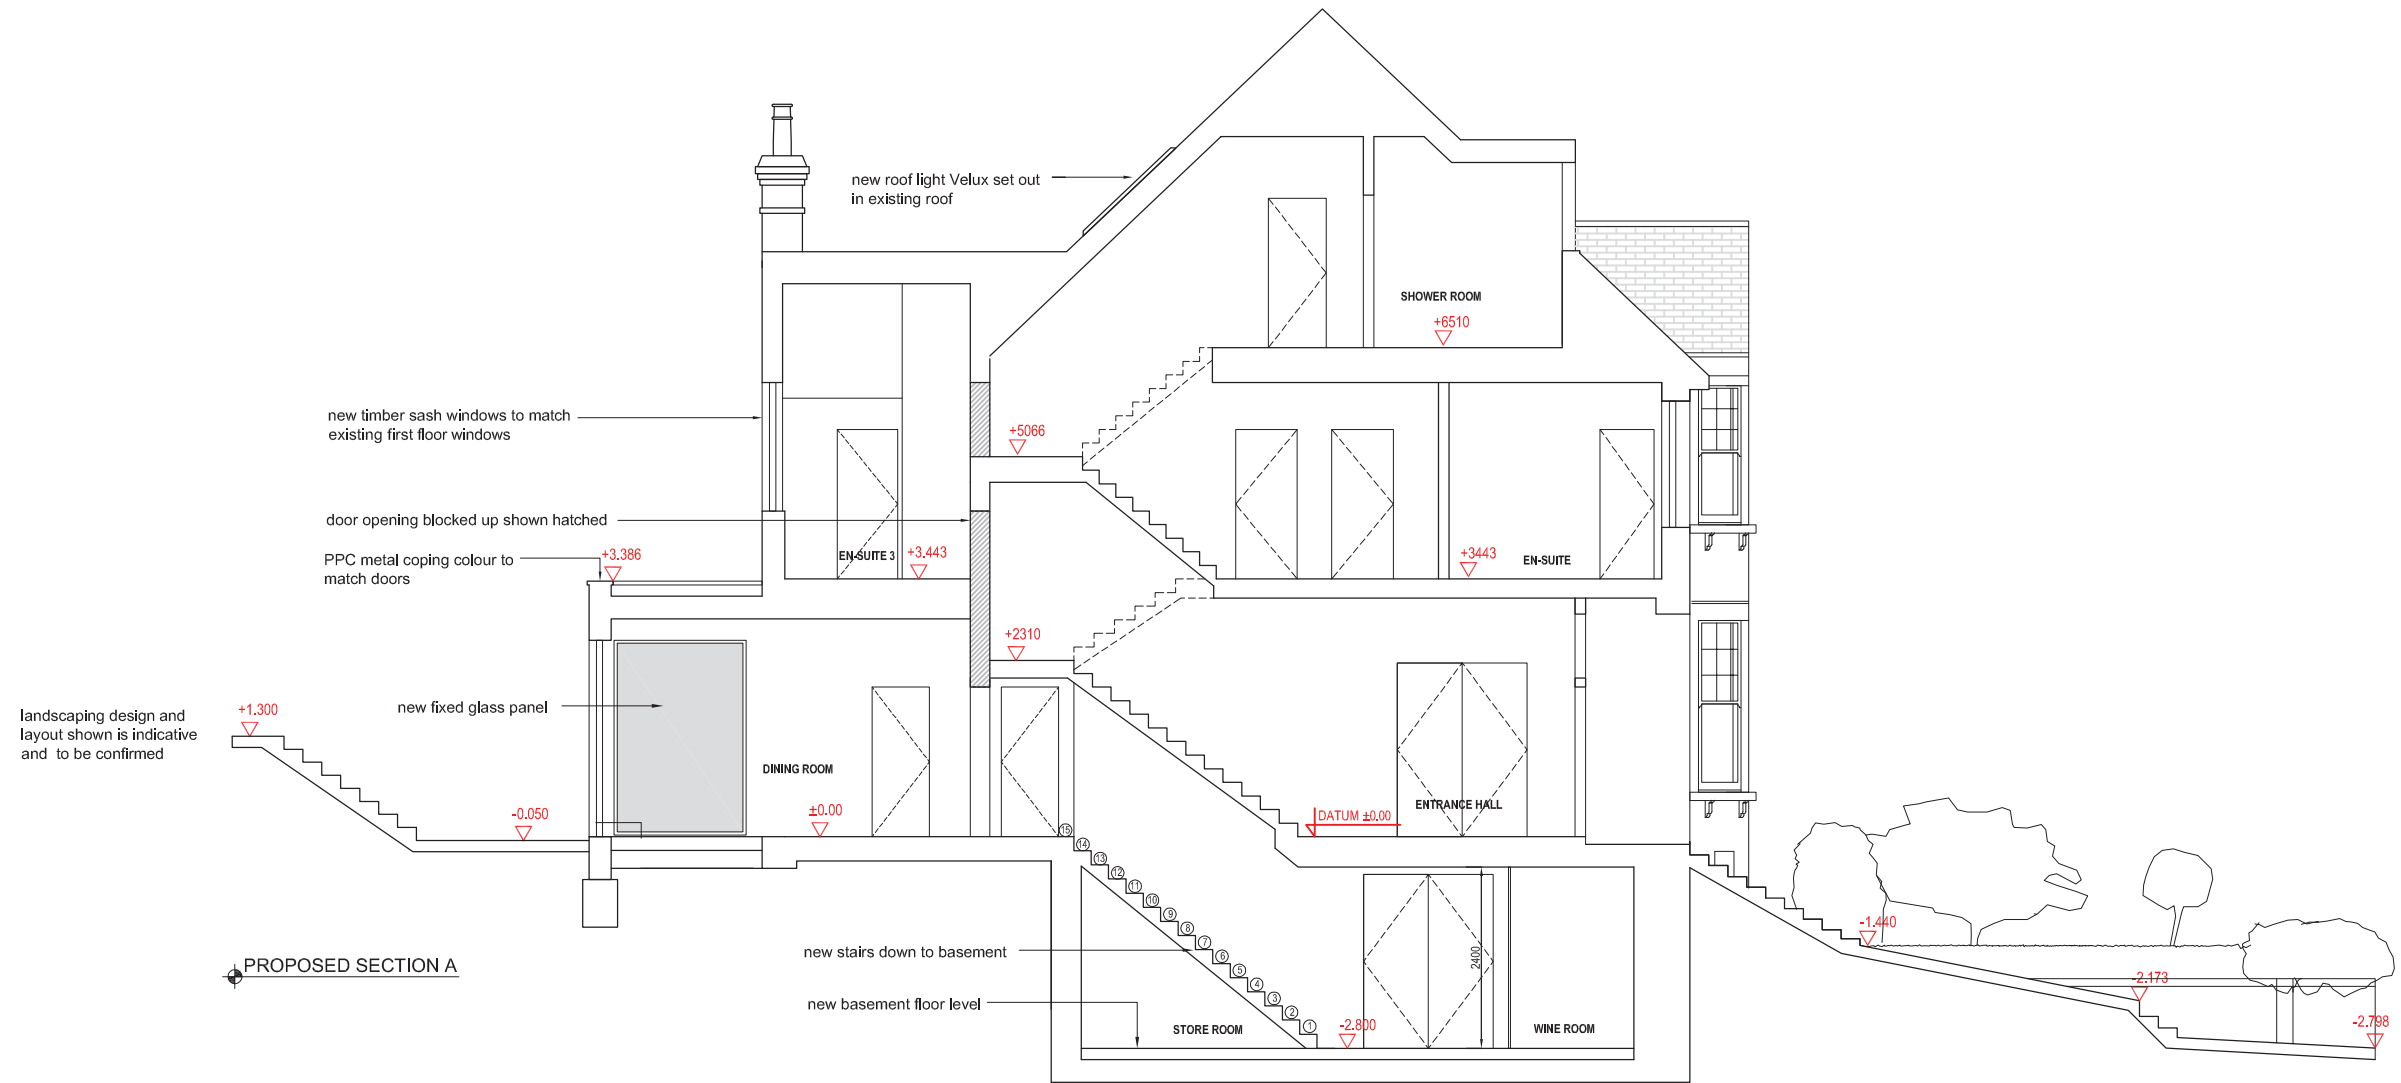 new roof light Velux set out
in existing roof
SHOWER ROOM
+6510
new timber sash windows to match
existing first floor windows
+5066
door opening blocked up shown hatched
PPC metal coping colour to
match doors
+3.386
EN-SUITE 3
+3.443
+3443
EN-SUITE
+2310
landscaping design and
layout shown is indicative
and to be confirmed
+1.300
new fixed glass panel
DINING ROOM
-0.050
±0.00
DATUM ±0.00
ENTRANCE HALL
15
14
13
12
11
10
9
8
7
6
5
4
3
2
1
new stairs down to basement
new basement floor level
STORE ROOM
-2.800
2400
WINE ROOM
-1.440
-2.173
-2.798
PROPOSED SECTION A